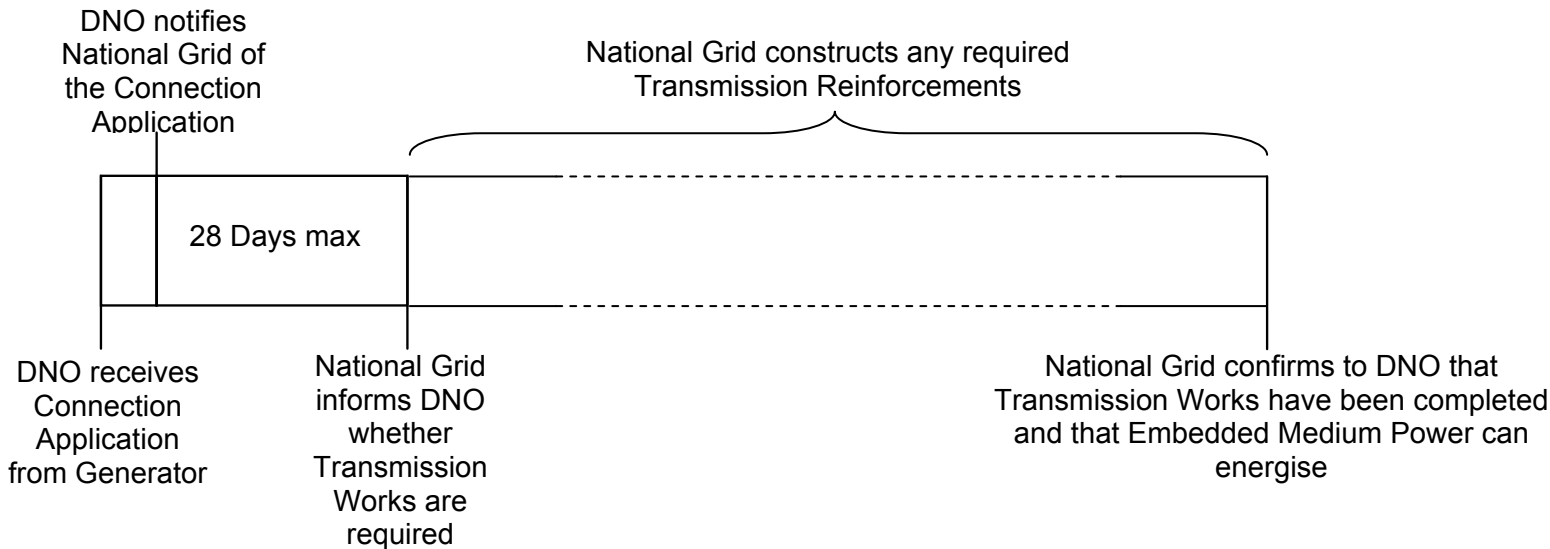 DNO notifies
National Grid of
the Connection
Application
National Grid constructs any required
Transmission Reinforcements
28 Days max
DNO receives
Connection
Application
from Generator
National Grid
informs DNO
whether
Transmission
Works are
required
National Grid confirms to DNO that
Transmission Works have been completed
and that Embedded Medium Power can
energise